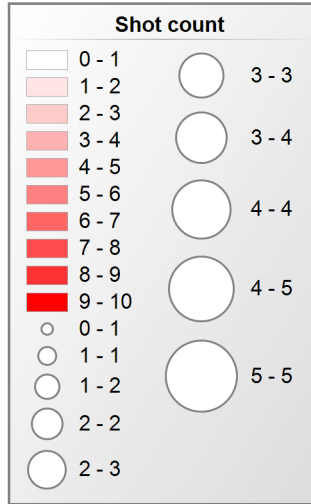 Shot count
0 - 1
1 - 2
2 - 3
3 - 4
4 - 5
5 - 6
6 - 7
7 - 8
8 - 9
9 - 10
0 - 1
1 - 1
1 - 2
2 - 2
2 - 3
3 - 3
3 - 4
4 - 4
4 - 5
5 - 5